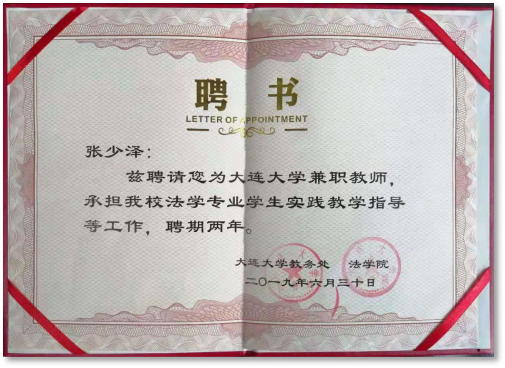 聘 书
LETTER OF APPOINTMENT
张少泽：
兹聘请您为大连大学兼职教师，
承担我校法学专业学生实践教学指导
等工作，聘期两年。
大连大学教务处 法学院
二〇一九年六月三十日